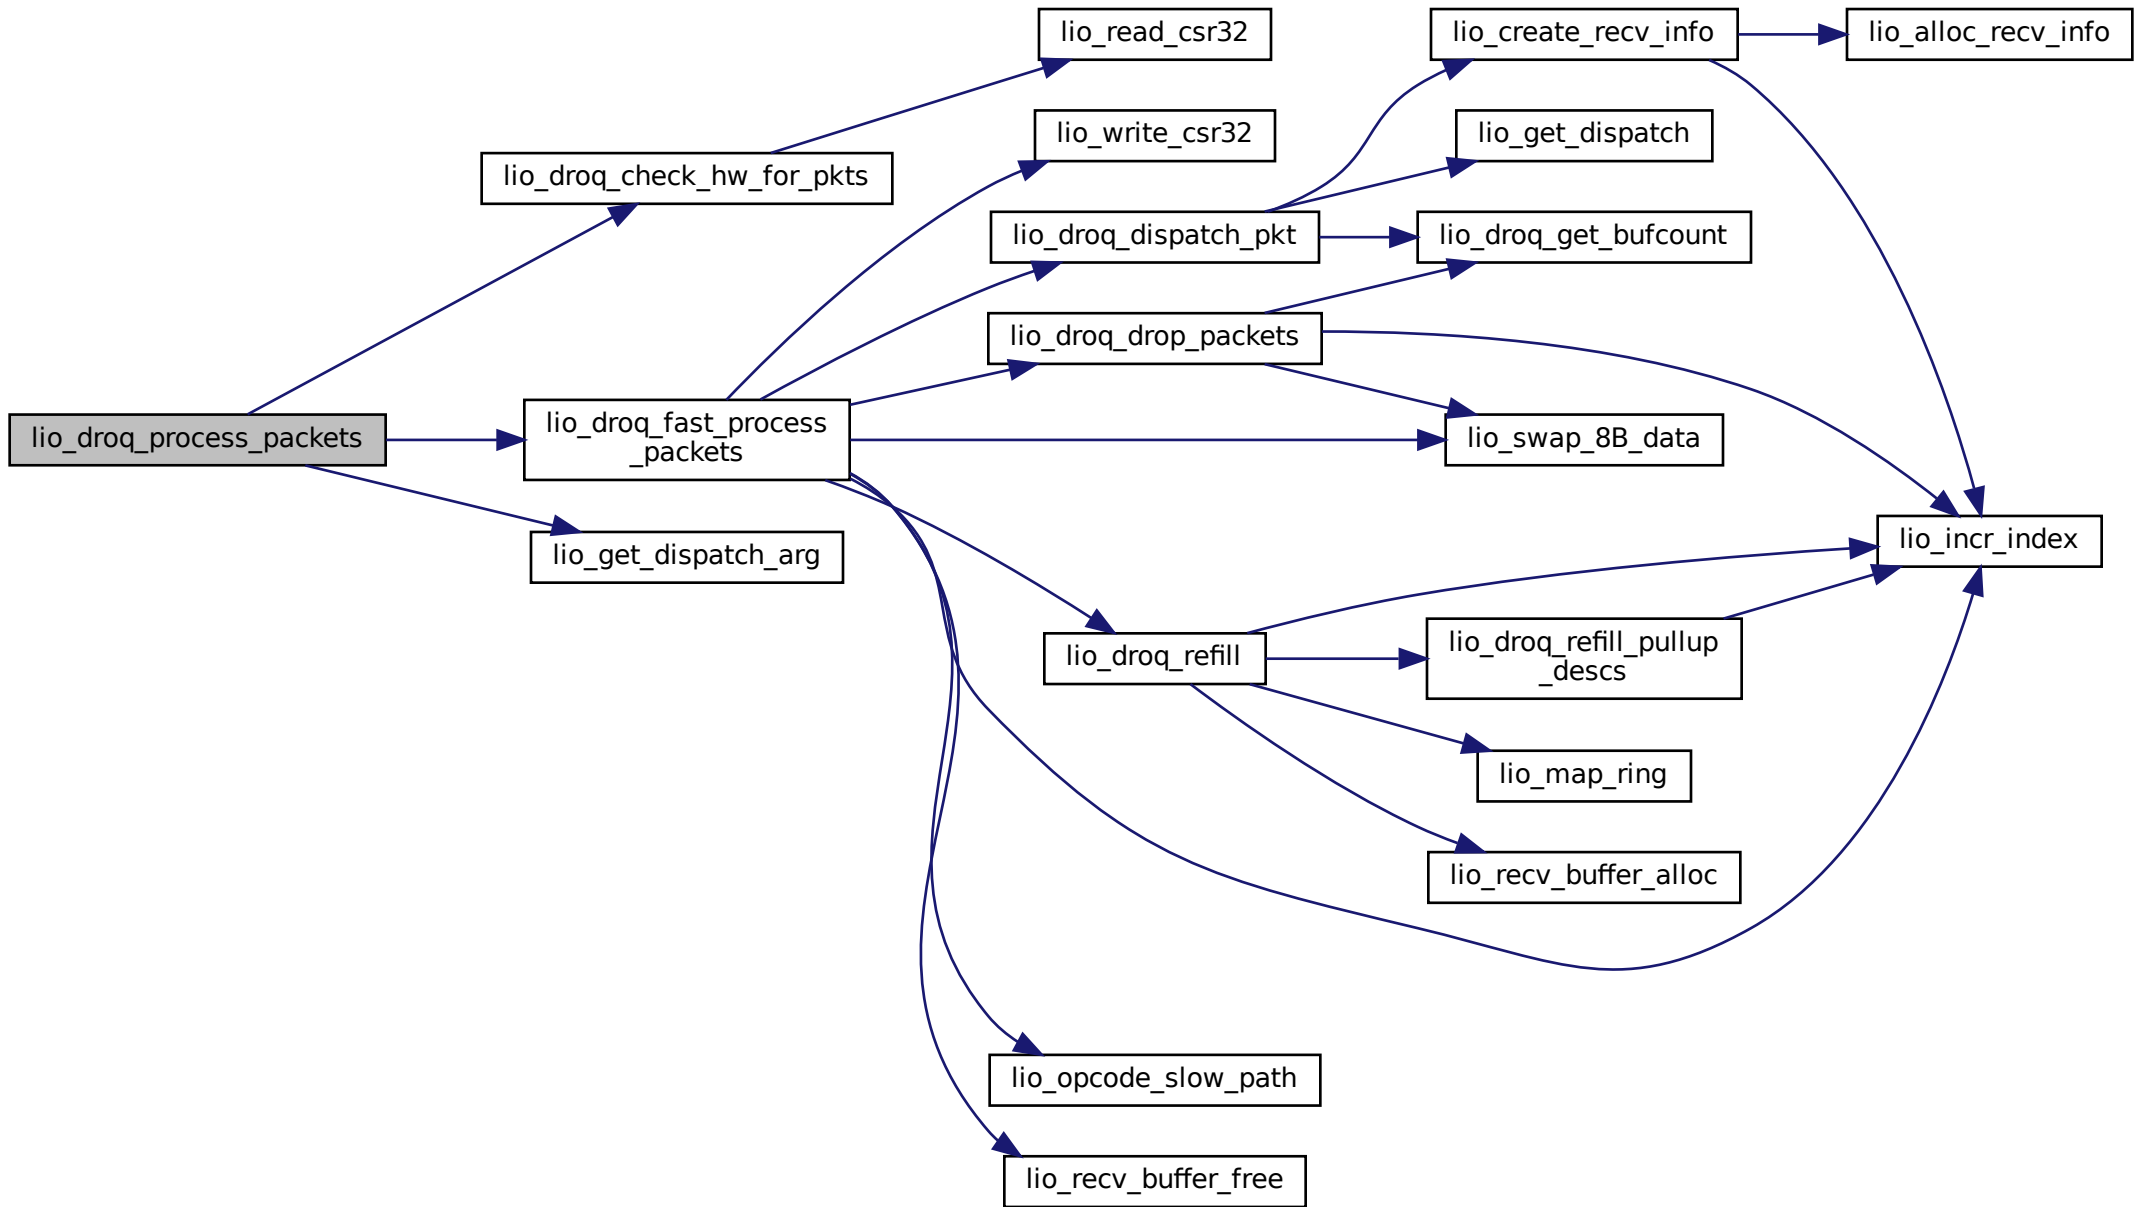 lio_read_csr32
lio_create_recv_info
lio_alloc_recv_info
lio_write_csr32
lio_get_dispatch
lio_droq_check_hw_for_pkts
lio_droq_dispatch_pkt
lio_droq_get_bufcount
lio_droq_drop_packets
lio_droq_process_packets
lio_droq_fast_process
_packets
lio_swap_8B_data
lio_get_dispatch_arg
lio_incr_index
lio_droq_refill
lio_droq_refill_pullup
_descs
lio_map_ring
lio_recv_buffer_alloc
lio_opcode_slow_path
lio_recv_buffer_free